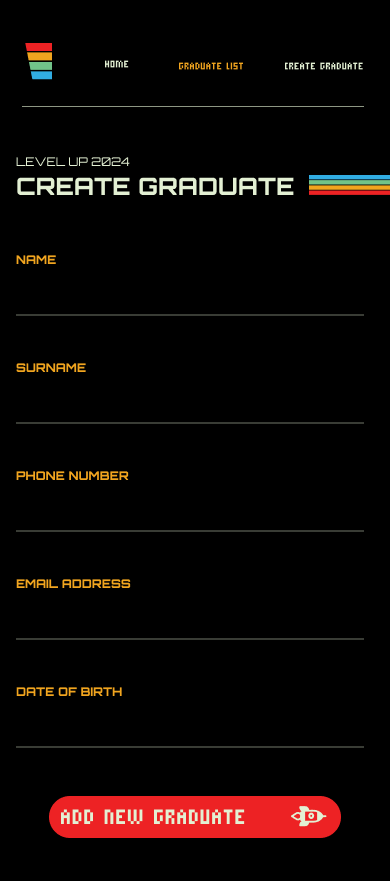 HOME GRADUATE LIST CREATE GRADUATE
LEVEL UP 2024
CREATE GRADUATE
NAME
SURNAME
PHONE NUMBER
EMAIL ADDRESS
DATE OF BIRTH
ADD NEW GRADUATE